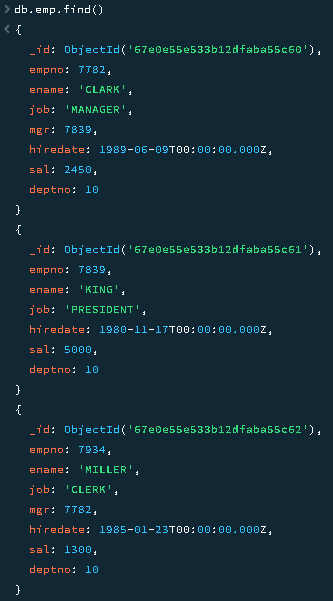 > db.emp.find()
< {
_id: ObjectId('67e0e55e533b12dfaba55c60'),
empno: 7782,
ename: 'CLARK',
job: 'MANAGER',
mgr: 7839,
hiredate: 1989-06-09T00:00:00.000Z,
sal: 2450,
deptno: 10
}
{
_id: ObjectId('67e0e55e533b12dfaba55c61'),
empno: 7839,
ename: 'KING',
job: 'PRESIDENT',
hiredate: 1980-11-17T00:00:00.000Z,
sal: 5000,
deptno: 10
}
{
_id: ObjectId('67e0e55e533b12dfaba55c62'),
empno: 7934,
ename: 'MILLER',
job: 'CLERK',
mgr: 7782,
hiredate: 1985-01-23T00:00:00.000Z,
sal: 1300,
deptno: 10
}